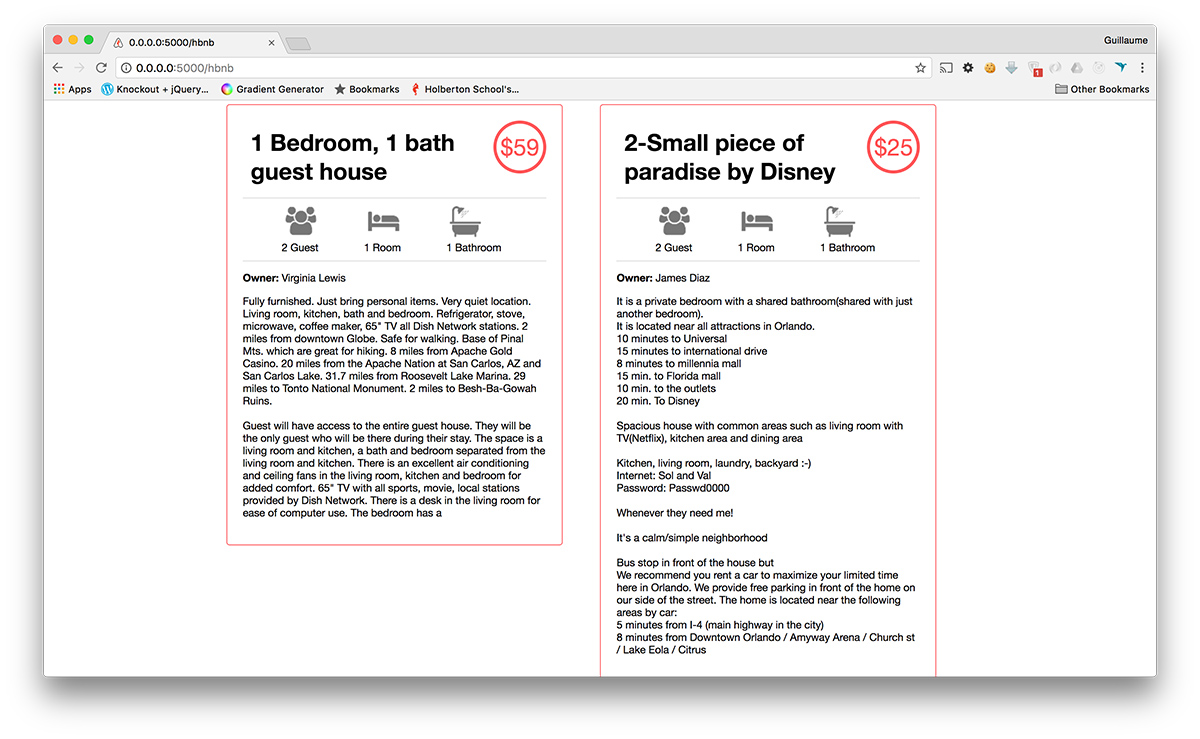 0.0.0.0:5000/hbnb
Guillaume
0.0.0.0:5000/hbnb
1
Apps
Knockout + jQuery...
Gradient Generator
Bookmarks
Holberton School's...
Other Bookmarks
1 Bedroom, 1 bath
guest house
$59
2 Guest
1 Room
1 Bathroom
Owner: Virginia Lewis
Fully furnished. Just bring personal items. Very quiet location.
Living room, kitchen, bath and bedroom. Refrigerator, stove,
microwave, coffee maker, 65" TV all Dish Network stations. 2
miles from downtown Globe. Safe for walking. Base of Pinal
Mts. which are great for hiking. 8 miles from Apache Gold
Casino. 20 miles from the Apache Nation at San Carlos, AZ and
San Carlos Lake. 31.7 miles from Roosevelt Lake Marina. 29
miles to Tonto National Monument. 2 miles to Besh-Ba-Gowah
Ruins.
Guest will have access to the entire guest house. They will be
the only guest who will be there during their stay. The space is a
living room and kitchen, a bath and bedroom separated from the
living room and kitchen. There is an excellent air conditioning
and ceiling fans in the living room, kitchen and bedroom for
added comfort. 65" TV with all sports, movie, local stations
provided by Dish Network. There is a desk in the living room for
ease of computer use. The bedroom has a
2-Small piece of
paradise by Disney
$25
2 Guest
1 Room
1 Bathroom
Owner: James Diaz
It is a private bedroom with a shared bathroom(shared with just
another bedroom).
It is located near all attractions in Orlando.
10 minutes to Universal
15 minutes to international drive
8 minutes to millennia mall
15 min. to Florida mall
10 min. to the outlets
20 min. To Disney
Spacious house with common areas such as living room with
TV(Netflix), kitchen area and dining area
Kitchen, living room, laundry, backyard :-)
Internet: Sol and Val
Password: Passwd0000
Whenever they need me!
It's a calm/simple neighborhood
Bus stop in front of the house but
We recommend you rent a car to maximize your limited time
here in Orlando. We provide free parking in front of the home on
our side of the street. The home is located near the following
areas by car:
5 minutes from I-4 (main highway in the city)
8 minutes from Downtown Orlando / Amyway Arena / Church st
/ Lake Eola / Citrus